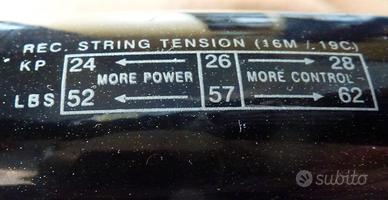 REC. STRING TENSION (16M / 19C)
KP 24 ← 26 → 28
MORE POWER MORE CONTROL
LBS 52 ← 57 → 62
subito